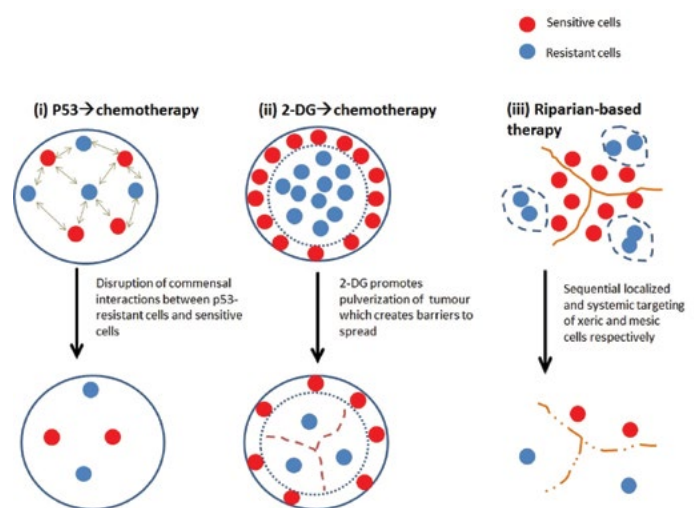 Sensitive cells
Resistant cells
(i) P53→chemotherapy
(ii) 2-DG→chemotherapy
(iii) Riparian-based
therapy
Disruption of commensal
interactions between p53-
resistant cells and sensitive
cells
2-DG promotes
pulverization of tumour
which creates barriers to
spread
Sequential localized
and systemic targeting
of xeric and mesic
cells respectively